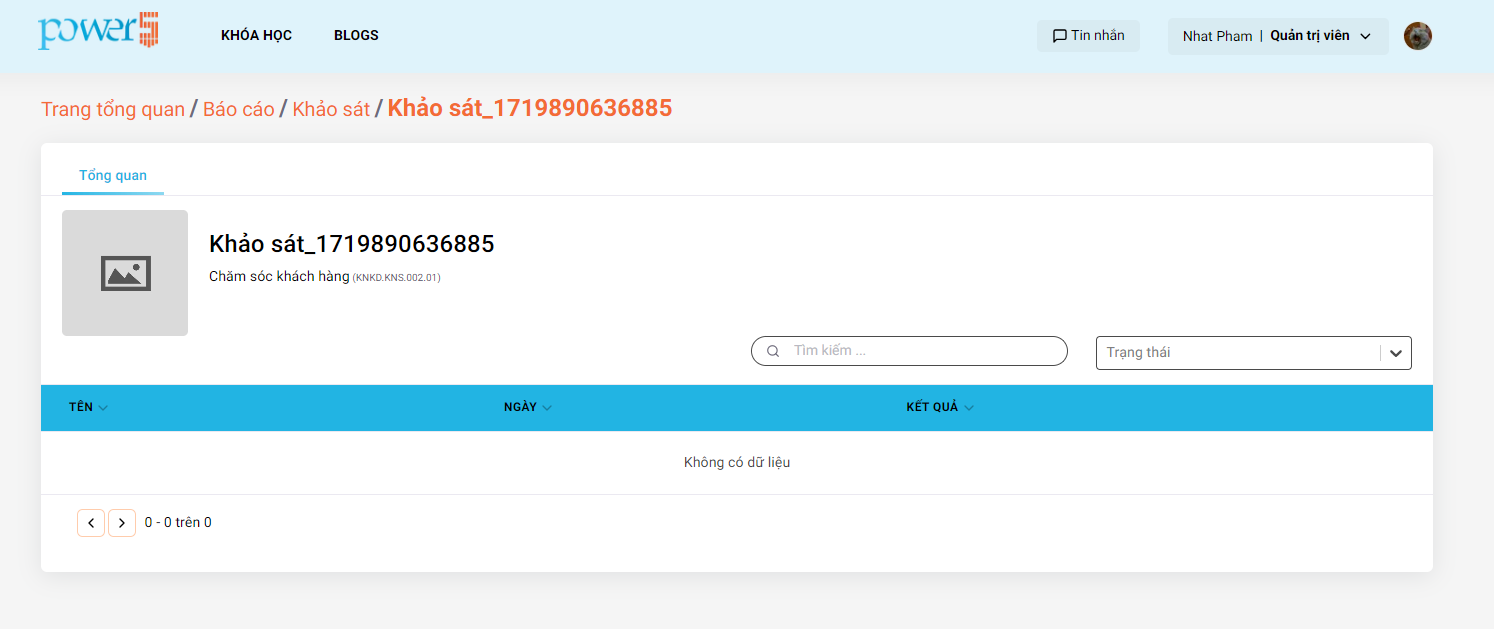 power5
KHÓA HỌC
BLOGS
Tin nhắn
Nhat Pham | Quản trị viên
Trang tổng quan / Báo cáo / Khảo sát / Khảo sát_1719890636885
Tổng quan
Khảo sát_1719890636885
Chăm sóc khách hàng (KNKD.KNS.002.01)
Tìm kiếm ...
Trạng thái
TÊN
NGÀY
KẾT QUẢ
Không có dữ liệu
0 - 0 trên 0